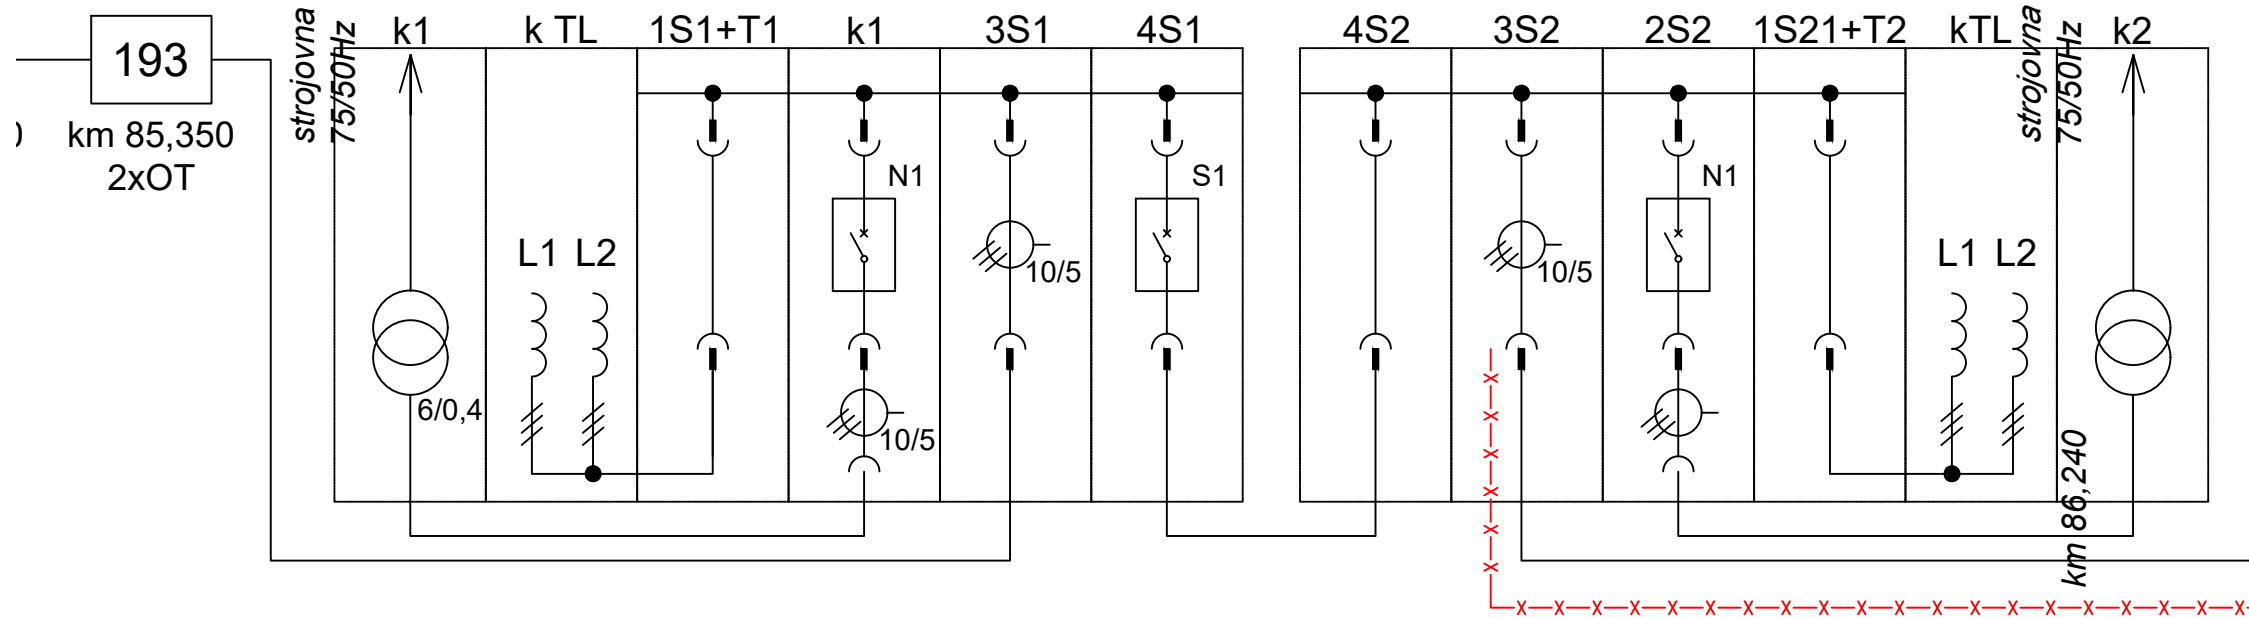 193
km 85,350
2xOT
strojovna
75/50Hz
k1
k TL
1S1+T1
k1
3S1
4S1
4S2
3S2
2S2
1S21+T2
kTL
strojovna
75/50Hz
k2
N1
S1
N1
10/5
10/5
L1 L2
L1 L2
6/0,4
10/5
km 86,240